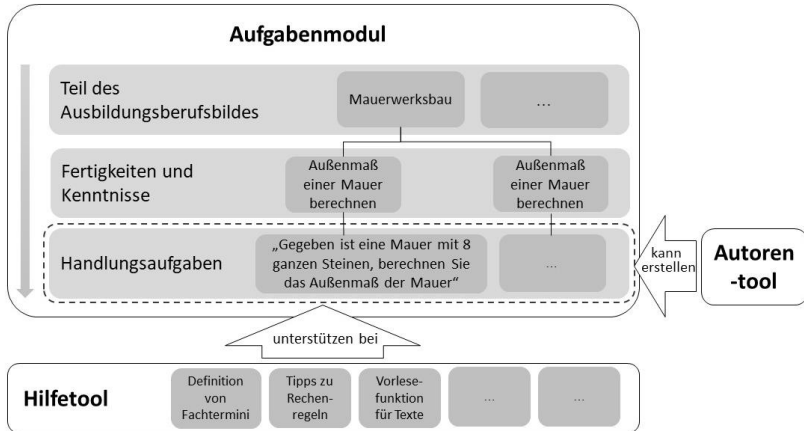 Aufgabenmodul
Teil des
Ausbildungsberufsbildes
Mauerwerksbau
...
Fertigkeiten und
Kenntnisse
Außenmaß
einer Mauer
berechnen
Außenmaß
einer Mauer
berechnen
Handlungsaufgaben
„Gegeben ist eine Mauer mit 8
ganzen Steinen, berechnen Sie
das Außenmaß der Mauer“
...
kann
erstellen
Autoren
-tool
unterstützen bei
Hilfetool
Definition
von
Fachtermini
Tipps zu
Rechen-
regeln
Vorlese-
funktion
für Texte
...
...